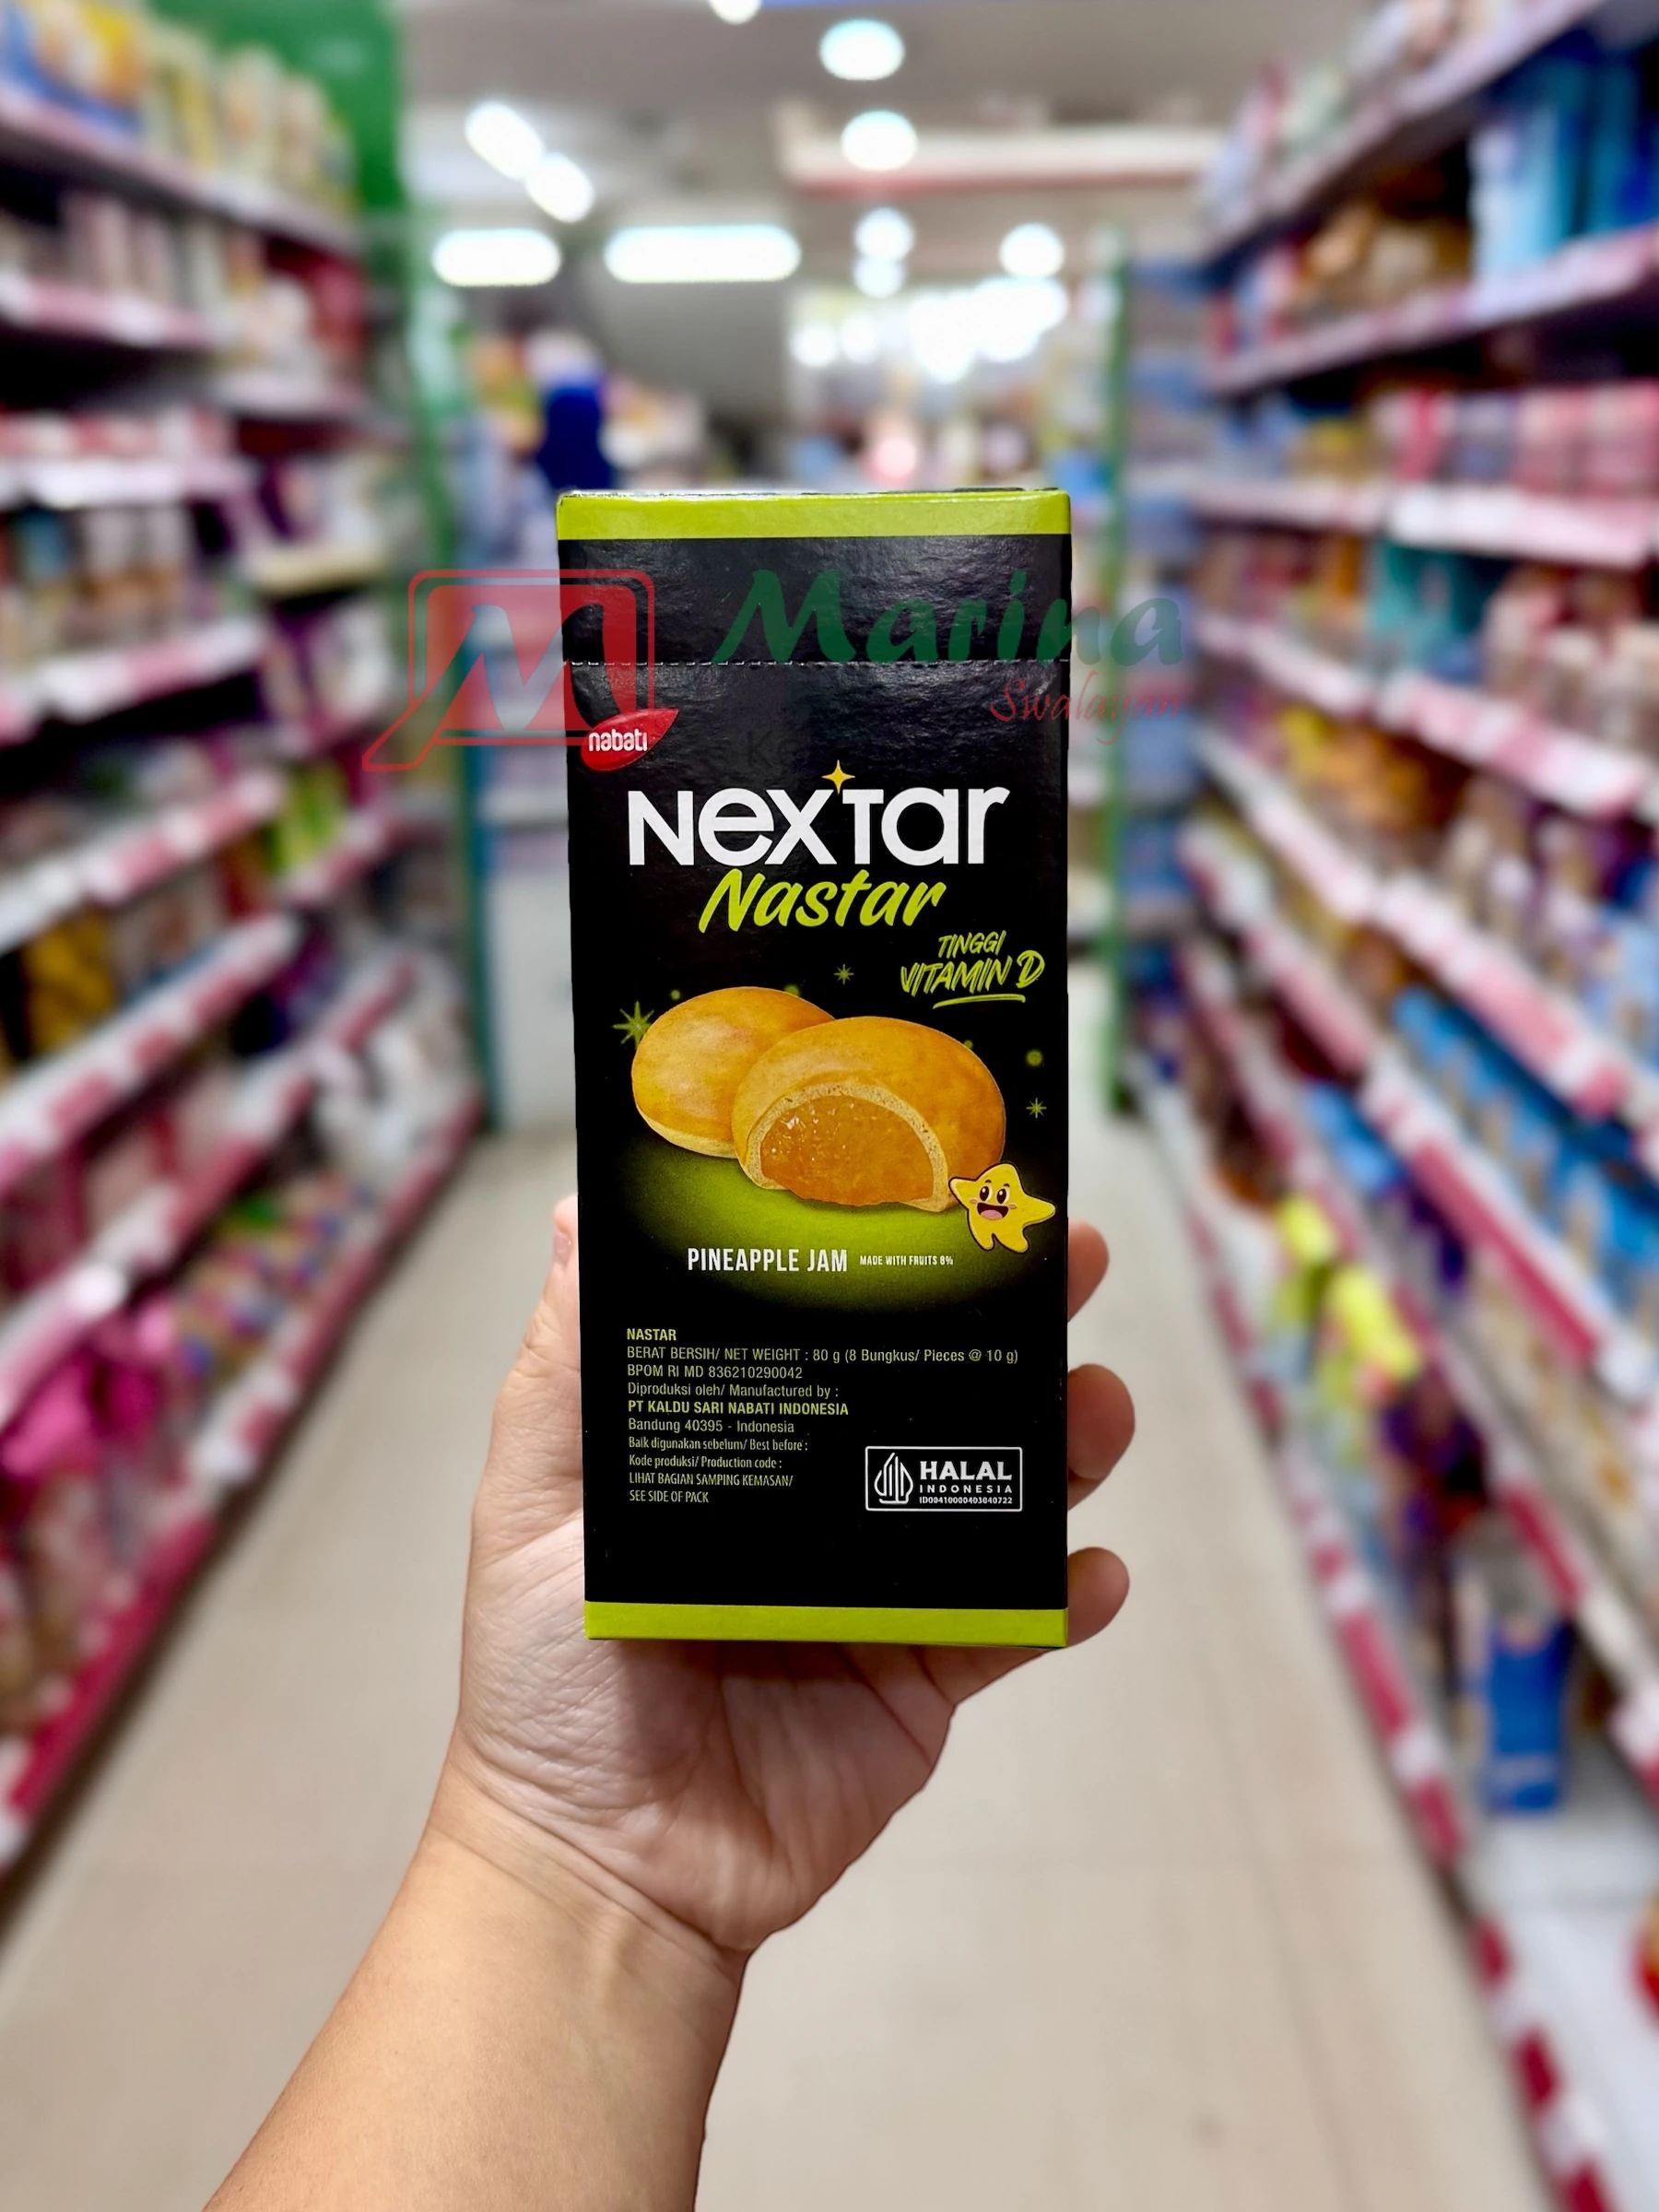 Marina
Swalayan
nabati
NexTar
Nastar
TINGGI
VITAMIN D
PINEAPPLE JAM MADE WITH FRUITS 8%
NASTAR
BERAT BERSIH/ NET WEIGHT : 80 g (8 Bungkus/ Pieces @ 10 g)
BPOM RI MD 836210290042
Diproduksi oleh/ Manufactured by :
PT KALDU SARI NABATI INDONESIA
Bandung 40395 - Indonesia
Baik digunakan sebelum/ Best before :
Kode produksi/ Production code :
LIHAT BAGIAN SAMPING KEMASAN/
SEE SIDE OF PACK
HALAL
INDONESIA
ID00410000403040722